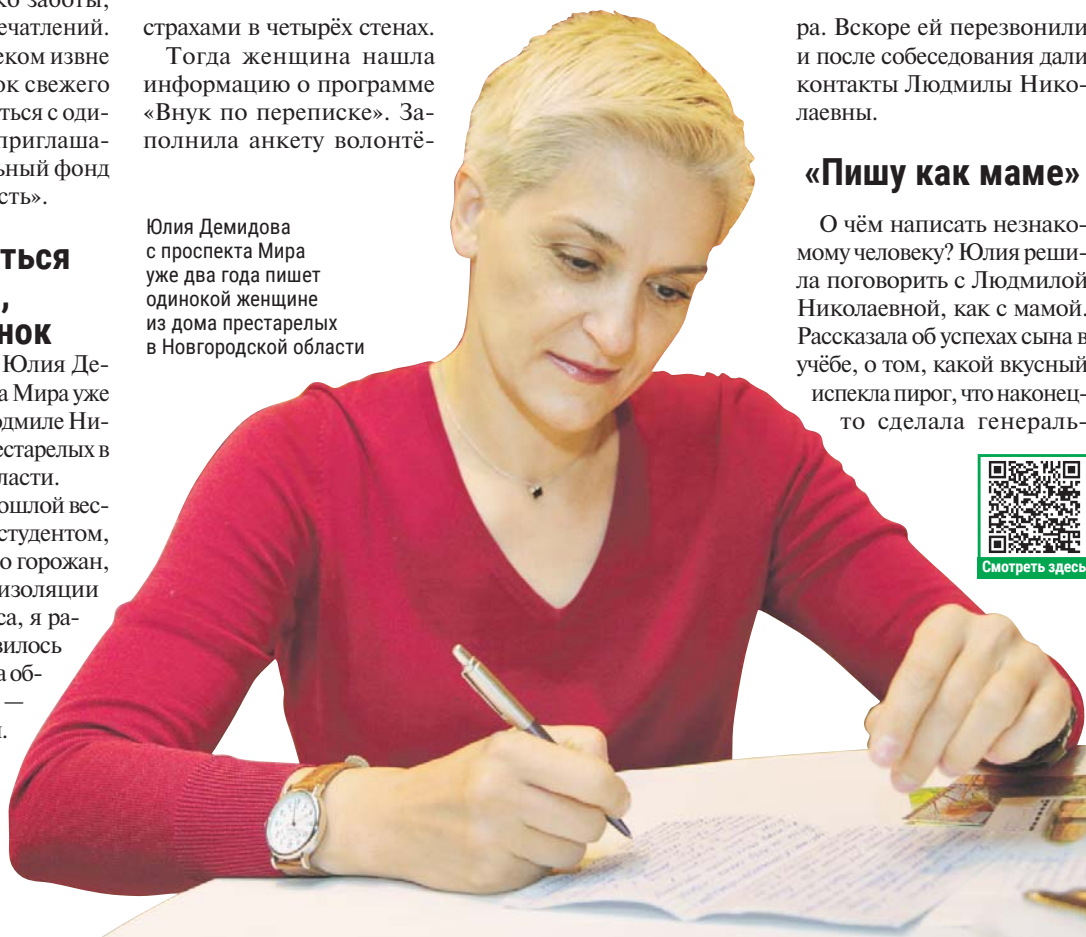 ко заботы,
ечатлений.
еком извне
ок свежего
ться с оди-
приглаша-
ьный фонд
сть».
ться
,
нок
Юлия Де-
а Мира уже
дмиле Ни-
естарелых в
ласти.
ошлой вес-
студентом,
о горожан,
изоляции
са, я ра-
вилось
а об-
—
.
страхами в четырёх стенах.
Тогда женщина нашла
информацию о программе
«Внук по переписке». За-
полнила анкету волонтё-
Юлия Демидова
с проспекта Мира
уже два года пишет
одинокой женщине
из дома престарелых
в Новгородской области
ра. Вскоре ей перезвонили
и после собеседования дали
контакты Людмилы Нико-
лаевны.
«Пишу как маме»
О чём написать незнако-
мому человеку? Юлия реши-
ла поговорить с Людмилой
Николаевной, как с мамой.
Рассказала об успехах сына в
учёбе, о том, какой вкусный
испекла пирог, что наконец-
то сделала генераль-
Смотреть здесь